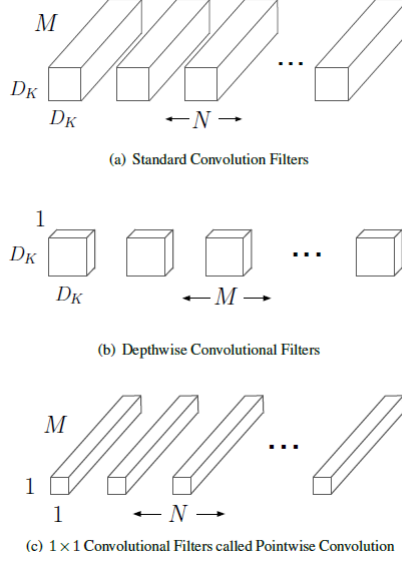 M
D_K
D_K
N
...
(a) Standard Convolution Filters
1
D_K
D_K
M
...
(b) Depthwise Convolutional Filters
M
1
1
N
...
(c) 1 × 1 Convolutional Filters called Pointwise Convolution